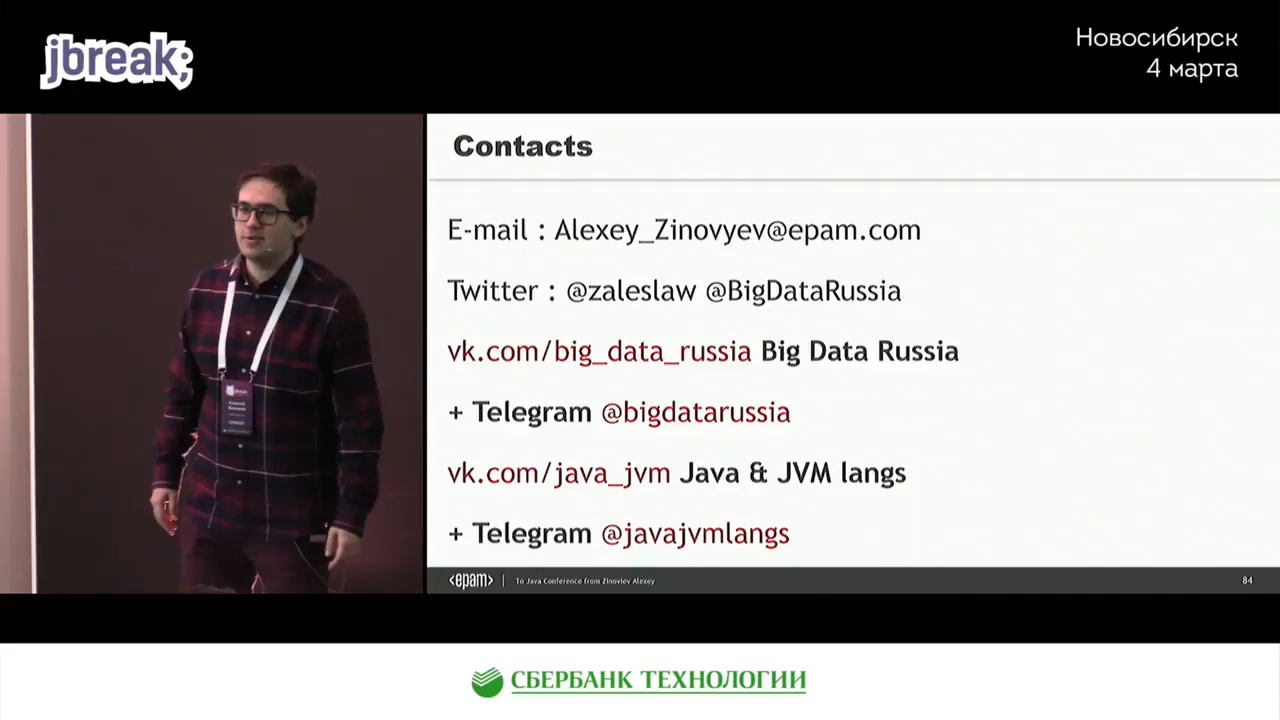 jbreak;
Новосибирск
4 марта
Contacts
E-mail : Alexey_Zinovyev@epam.com
Twitter : @zaleslaw @BigDataRussia
vk.com/big_data_russia Big Data Russia
+ Telegram @bigdatarussia
vk.com/java_jvm Java & JVM langs
+ Telegram @javajvmlangs
<epam> | To Java Conference from Zinoviev Alexey 84
СБЕРБАНК ТЕХНОЛОГИИ